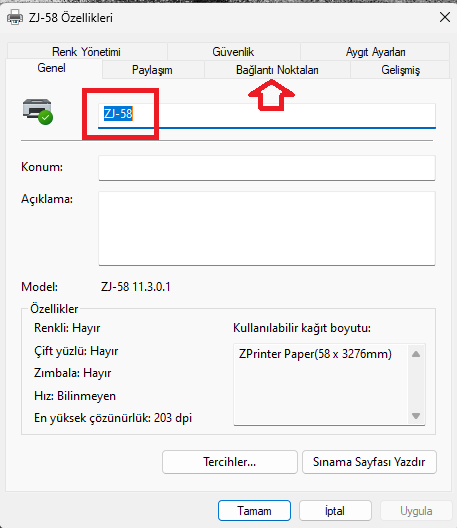 ZJ-58 Özellikleri
Renk Yönetimi Güvenlik Aygıt Ayarları
Genel Paylaşım Bağlantı Noktaları Gelişmiş
ZJ-58
Konum:
Açıklama:
Model: ZJ-58 11.3.0.1
Özellikler
Renkli: Hayır Kullanılabilir kağıt boyutu:
Çift yüzlü: Hayır ZPrinter Paper(58 x 3276mm)
Zımbala: Hayır
Hız: Bilinmeyen
En yüksek çözünürlük: 203 dpi
Tercihler... Sınama Sayfası Yazdır
Tamam İptal Uygula